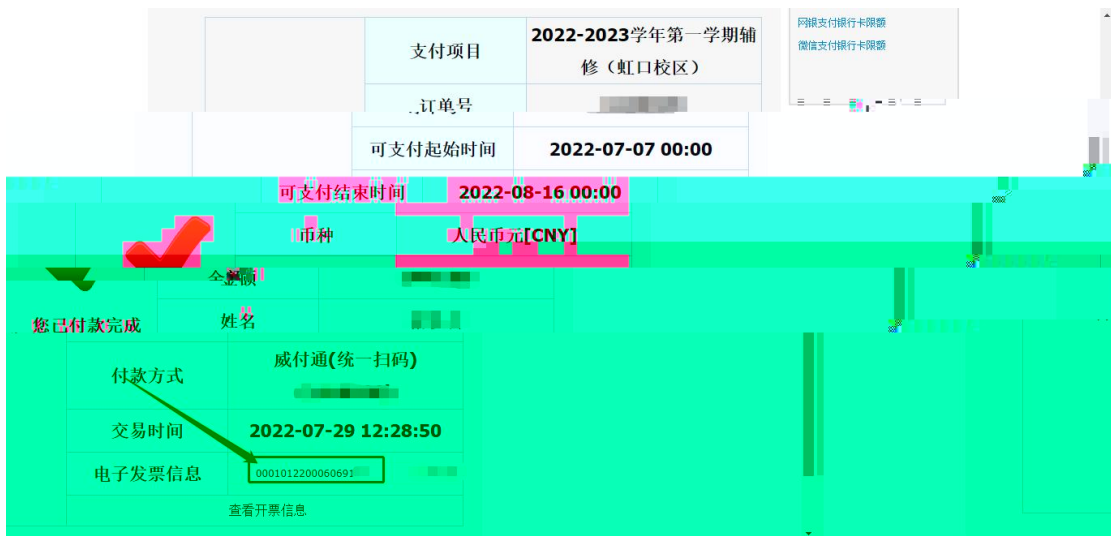 网银支付银行卡限额
微信支付银行卡限额
支付项目
2022-2023学年第一学期辅
修（虹口校区）
订单号
可支付起始时间
2022-07-07 00:00
可支付结束时间
2022-08-16 00:00
币种
人民币元[CNY]
金额
您已付款完成
姓名
付款方式
威付通(统一扫码)
交易时间
2022-07-29 12:28:50
电子发票信息
0001012200060691
查看开票信息